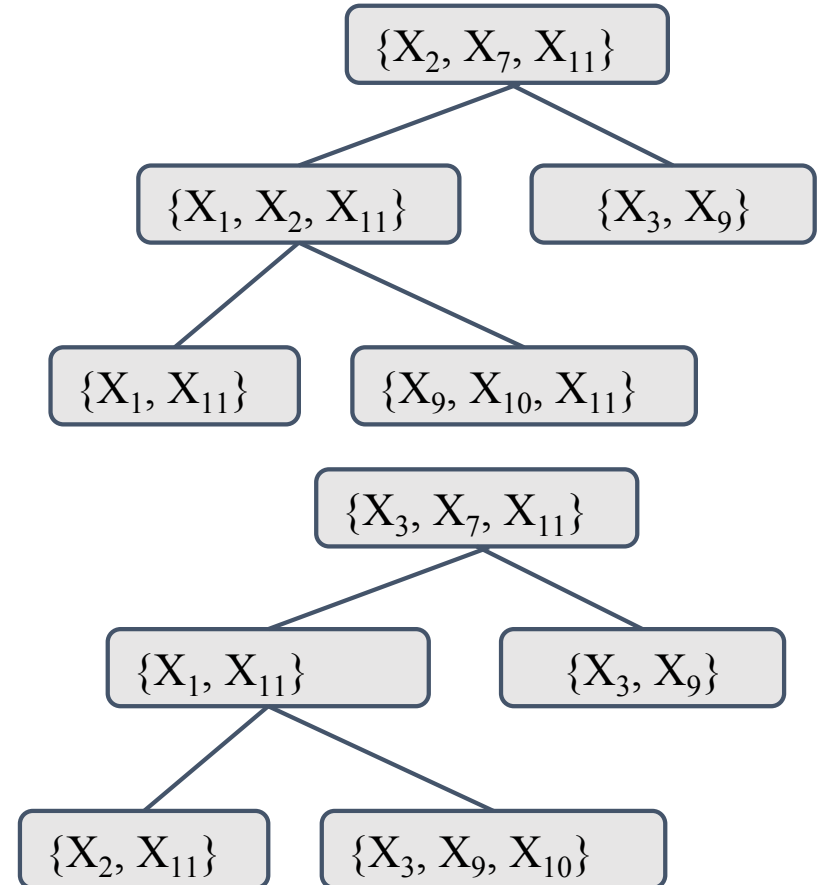 {X₂, X₇, X₁₁}
{X₁, X₂, X₁₁}
{X₃, X₉}
{X₁, X₁₁}
{X₉, X₁₀, X₁₁}
{X₃, X₇, X₁₁}
{X₁, X₁₁}
{X₃, X₉}
{X₂, X₁₁}
{X₃, X₉, X₁₀}